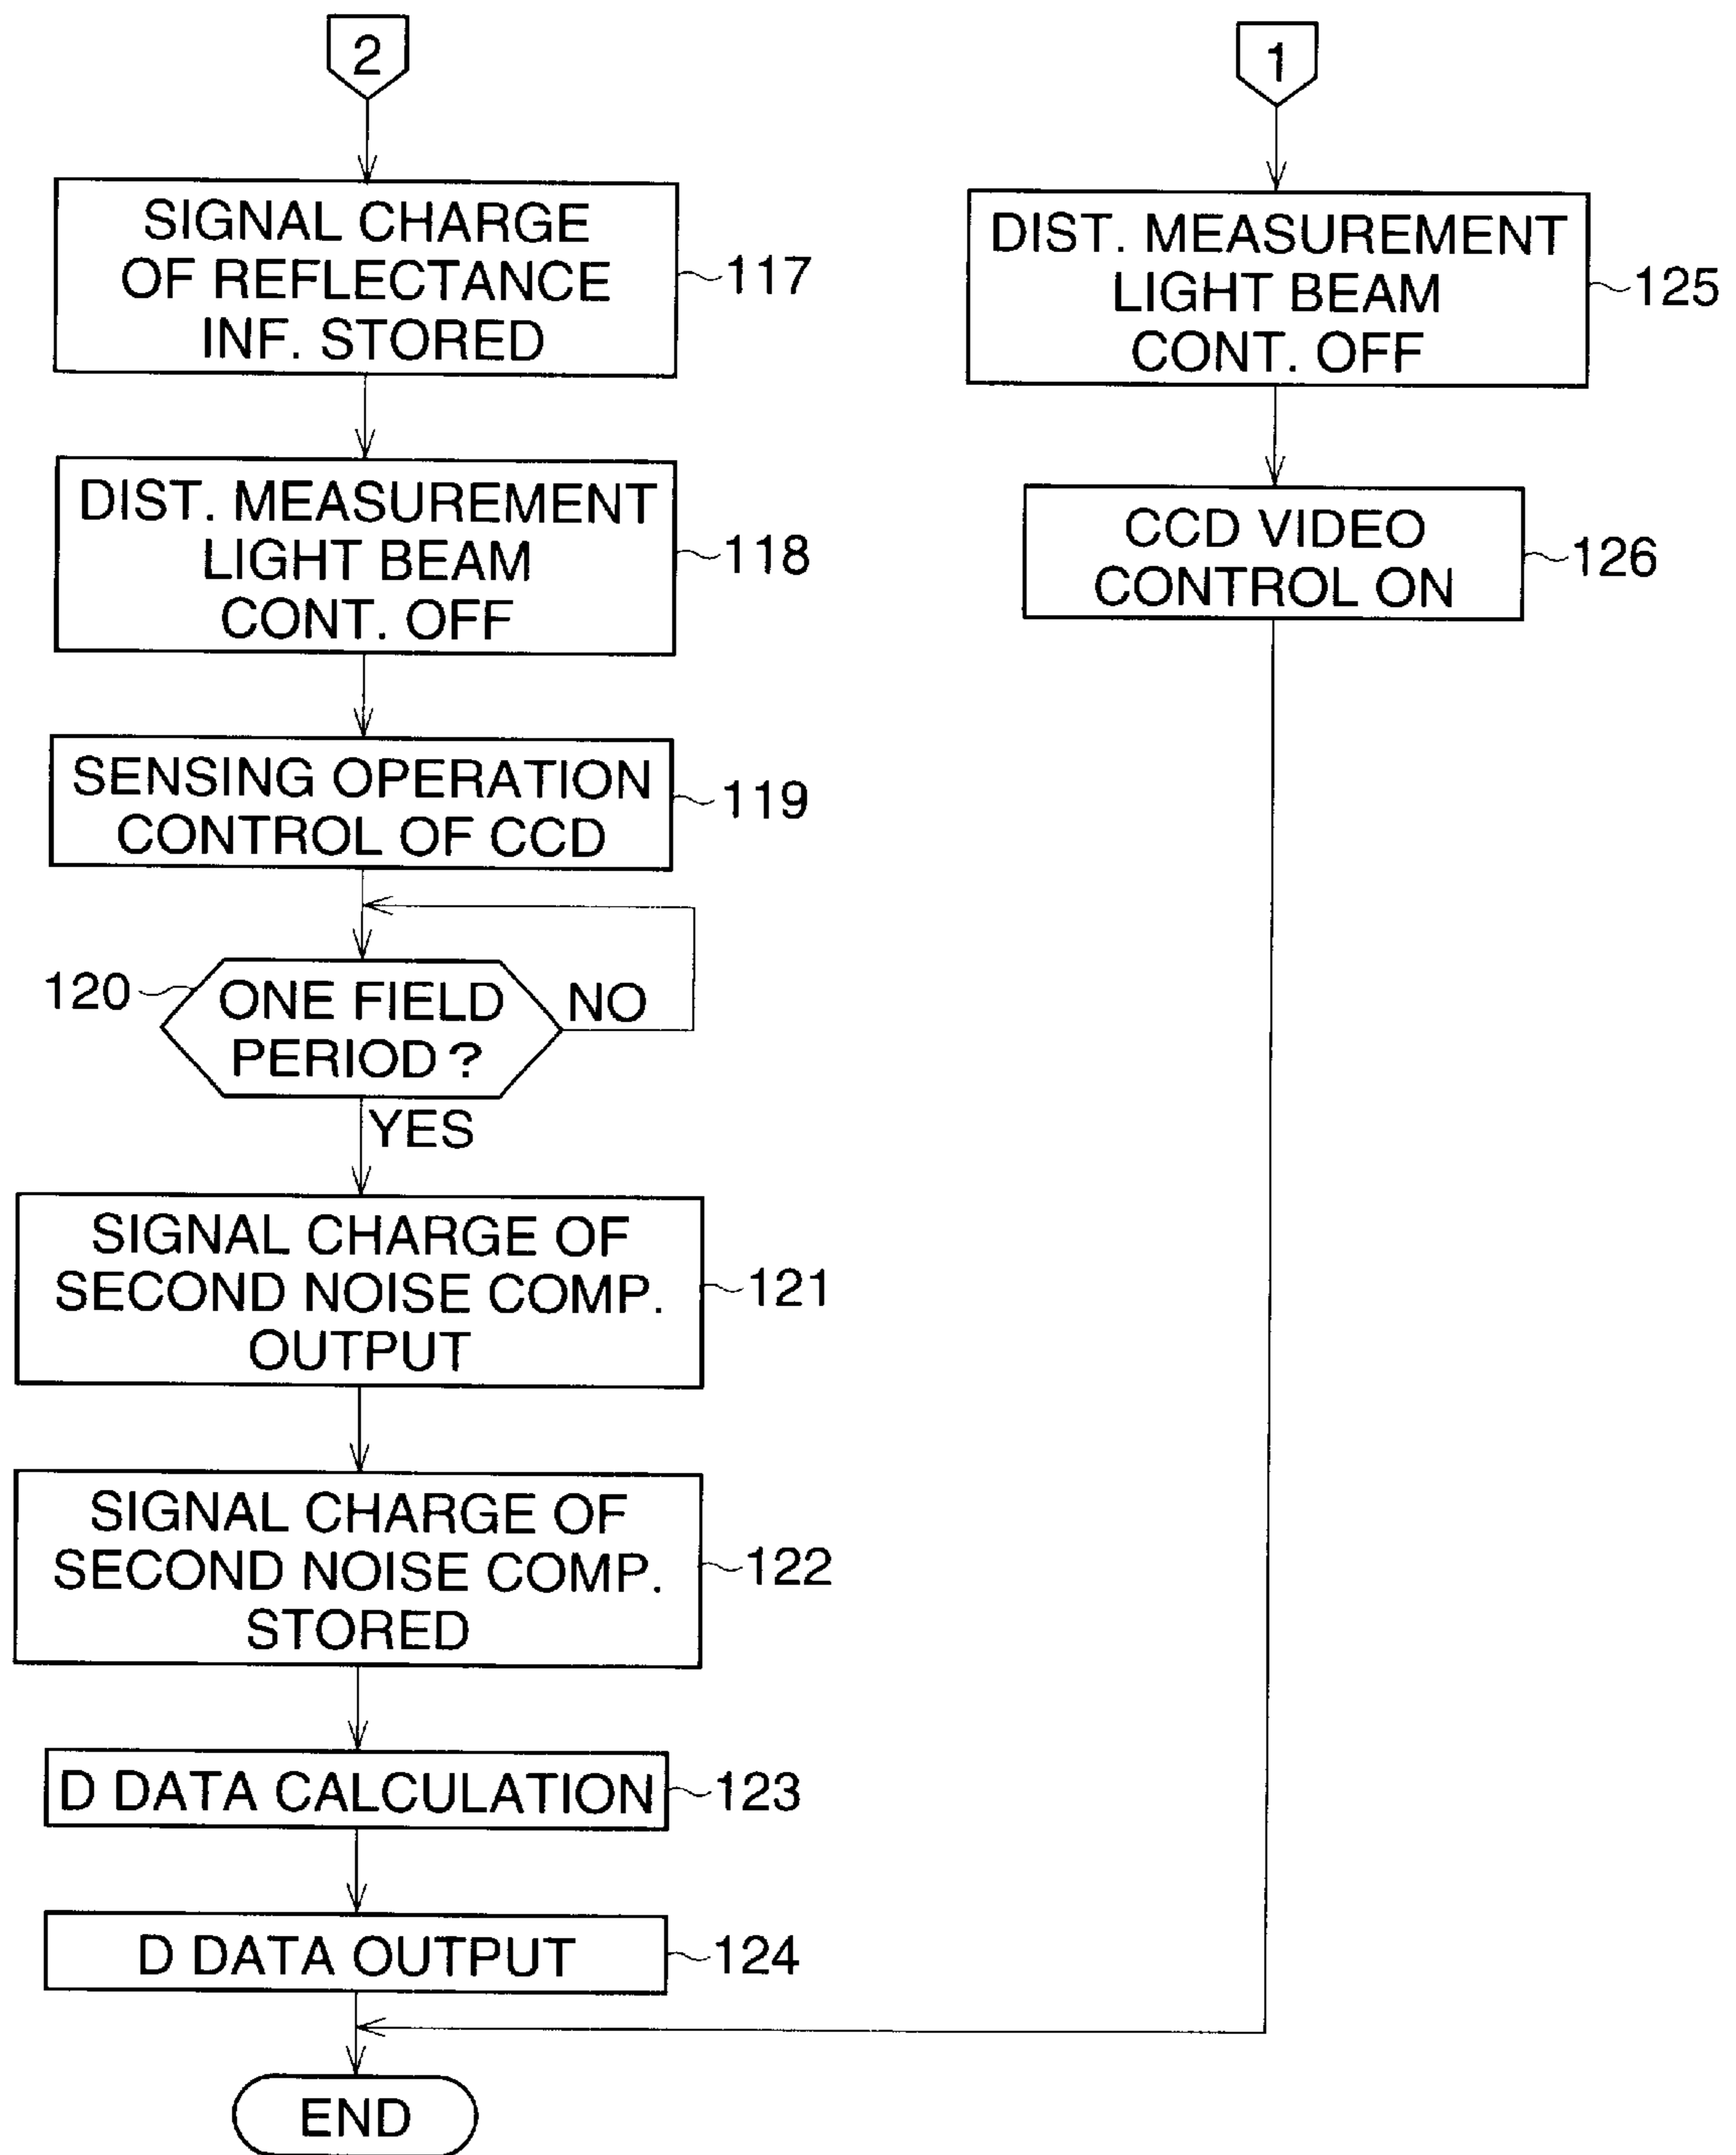 2
SIGNAL CHARGE
OF REFLECTANCE
INF. STORED
117
DIST. MEASUREMENT
LIGHT BEAM
CONT. OFF
118
SENSING OPERATION
CONTROL OF CCD
119
120
ONE FIELD
PERIOD ?
NO
YES
SIGNAL CHARGE OF
SECOND NOISE COMP.
OUTPUT
121
SIGNAL CHARGE OF
SECOND NOISE COMP.
STORED
122
D DATA CALCULATION
123
D DATA OUTPUT
124
END
1
DIST. MEASUREMENT
LIGHT BEAM
CONT. OFF
125
CCD VIDEO
CONTROL ON
126